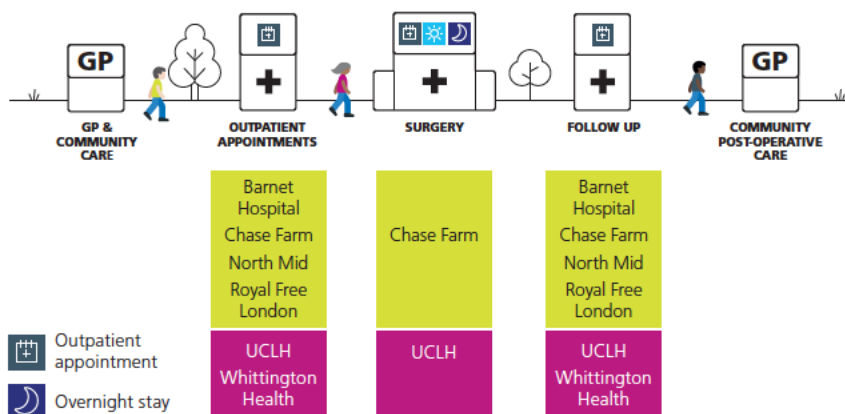 GP
GP
GP &
COMMUNITY
CARE
OUTPATIENT
APPOINTMENTS
SURGERY
FOLLOW UP
COMMUNITY
POST-OPERATIVE
CARE
Barnet
Hospital
Chase Farm
North Mid
Royal Free
London
UCLH
Whittington
Health
Chase Farm
UCLH
Barnet
Hospital
Chase Farm
North Mid
Royal Free
London
UCLH
Whittington
Health
Outpatient
appointment
Overnight stay